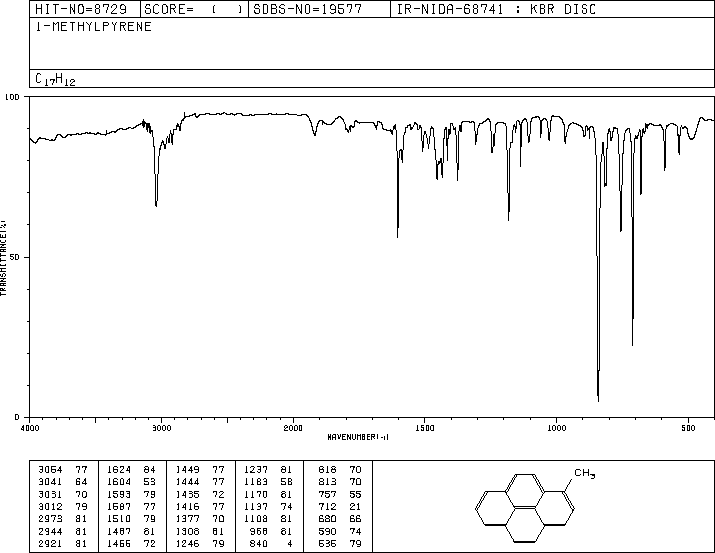 HIT-NO=8729 SCORE= ( ) SDBS-NO=19577 IR-NIDA-68741 : KBR DISC
1-METHYLPYRENE
C17H12
100
50
0
TRANSMITTANCE(%)
4000 3000 2000 1500 1000 500
WAVENUMBER(-1)
3064 77 1624 84 1449 77 1237 81 818 70
3041 64 1604 53 1444 77 1183 58 813 70
3031 70 1593 79 1435 72 1170 81 757 55
3012 79 1587 77 1416 77 1137 74 712 21
2973 81 1510 79 1377 70 1108 81 680 66
2944 81 1487 81 1308 81 968 81 590 74
2921 81 1456 72 1246 79 840 4 535 79
CH3